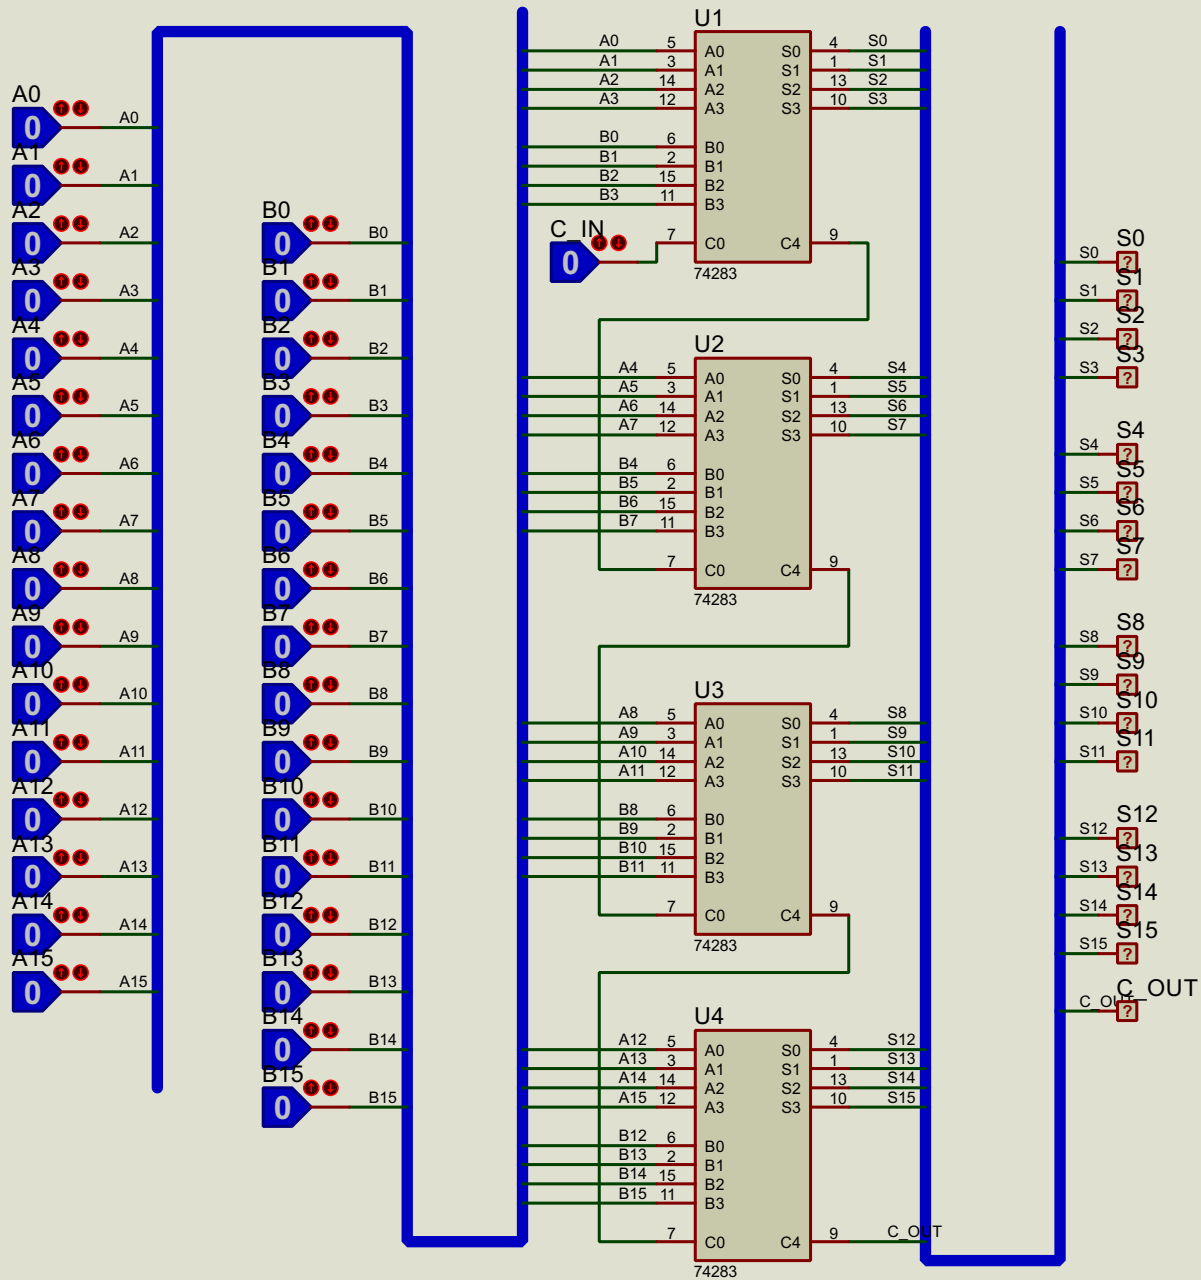 U1
A0 5 A0 S0 4 S0
A1 3 A1 S1 1 S1
A2 14 A2 S2 13 S2
A3 12 A3 S3 10 S3
B0 6 B0
B1 2 B1
B2 15 B2
B3 11 B3
C_IN
0
7 C0 C4 9
74283
U2
A4 5 A0 S0 4 S4
A5 3 A1 S1 1 S5
A6 14 A2 S2 13 S6
A7 12 A3 S3 10 S7
B4 6 B0
B5 2 B1
B6 15 B2
B7 11 B3
7 C0 C4 9
74283
U3
A8 5 A0 S0 4 S8
A9 3 A1 S1 1 S9
A10 14 A2 S2 13 S10
A11 12 A3 S3 10 S11
B8 6 B0
B9 2 B1
B10 15 B2
B11 11 B3
7 C0 C4 9
74283
U4
A12 5 A0 S0 4 S12
A13 3 A1 S1 1 S13
A14 14 A2 S2 13 S14
A15 12 A3 S3 10 S15
B12 6 B0
B13 2 B1
B14 15 B2
B15 11 B3
7 C0 C4 9 C_OUT
74283
A0
0 A0
A1
0 A1
A2
0 A2
A3
0 A3
A4
0 A4
A5
0 A5
A6
0 A6
A7
0 A7
A8
0 A8
A9
0 A9
A10
0 A10
A11
0 A11
A12
0 A12
A13
0 A13
A14
0 A14
A15
0 A15
B0
0 B0
B1
0 B1
B2
0 B2
B3
0 B3
B4
0 B4
B5
0 B5
B6
0 B6
B7
0 B7
B8
0 B8
B9
0 B9
B10
0 B10
B11
0 B11
B12
0 B12
B13
0 B13
B14
0 B14
B15
0 B15
S0
S0 ?
S1
S1 ?
S2
S2 ?
S3
S3 ?
S4
S4 ?
S5
S5 ?
S6
S6 ?
S7
S7 ?
S8
S8 ?
S9
S9 ?
S10
S10 ?
S11
S11 ?
S12
S12 ?
S13
S13 ?
S14
S14 ?
S15
S15 ?
C_OUT
C_OUT ?